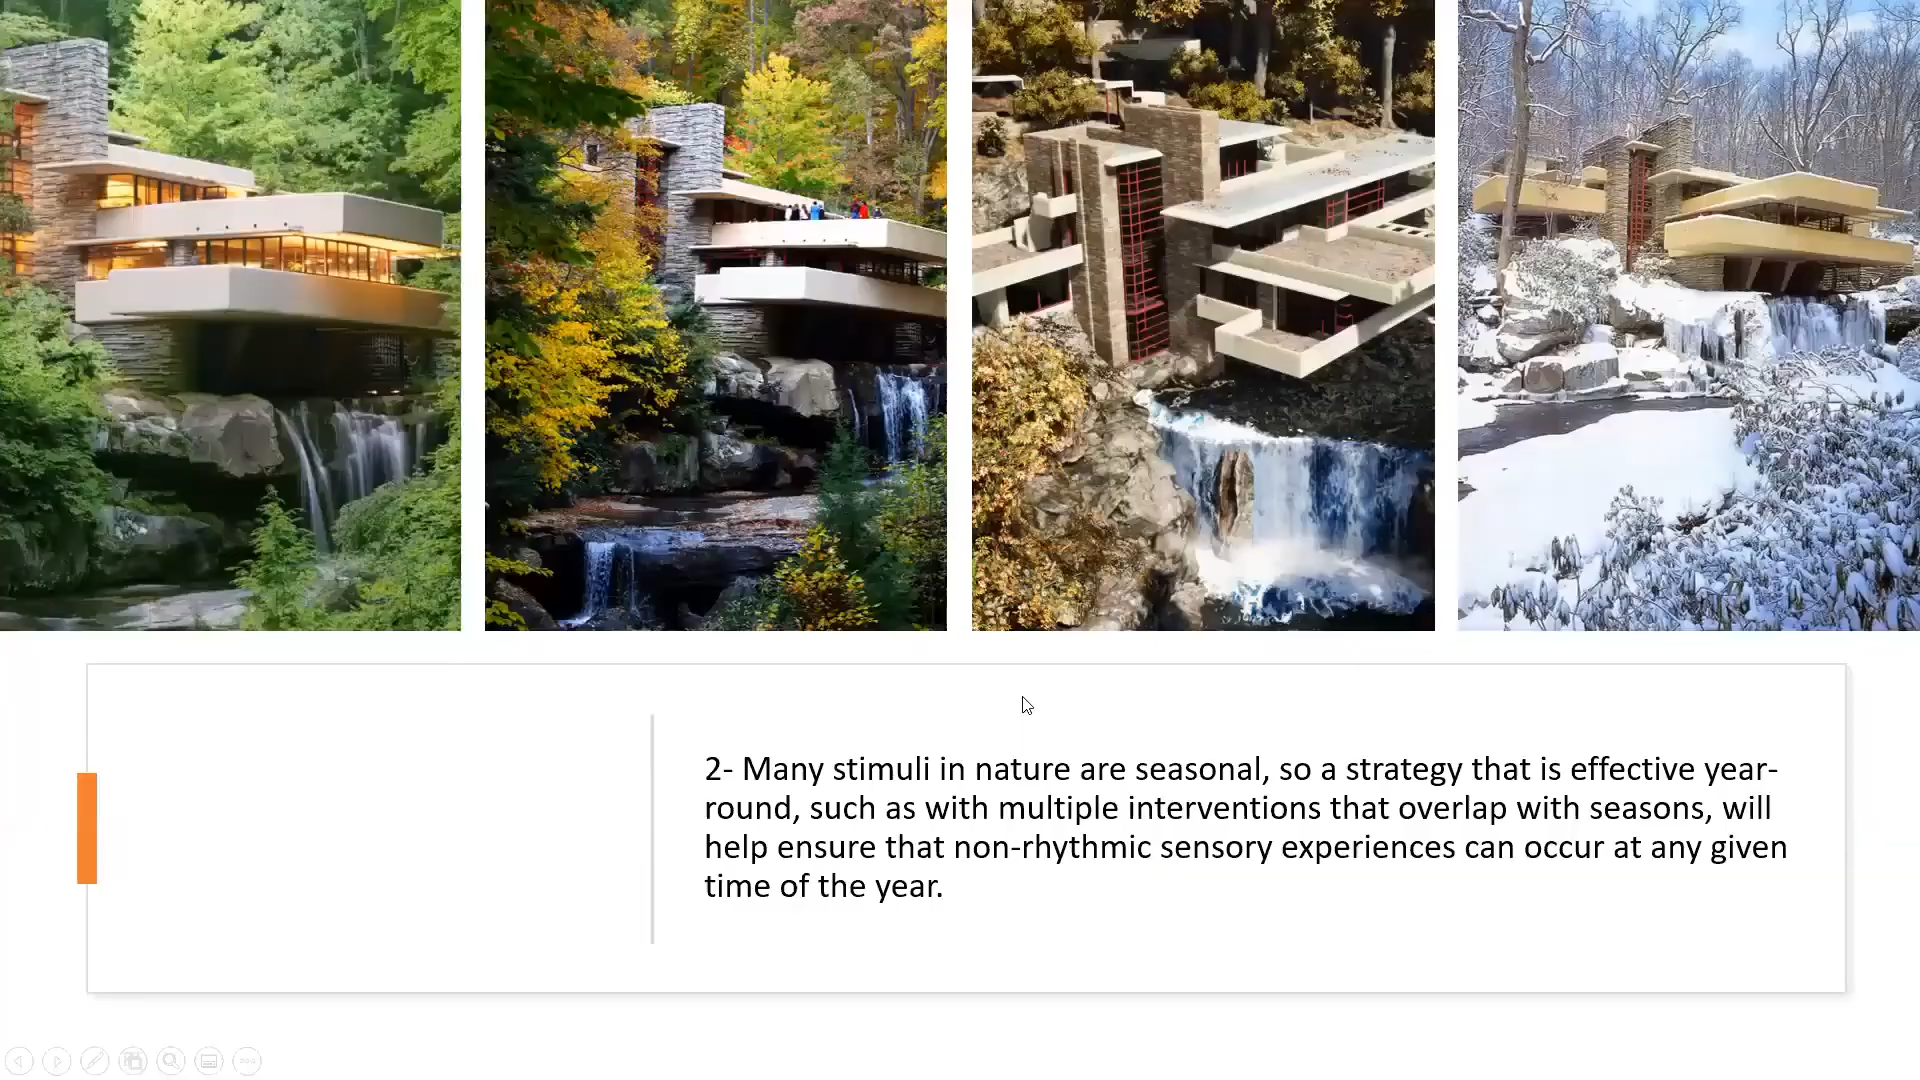 2- Many stimuli in nature are seasonal, so a strategy that is effective year-
round, such as with multiple interventions that overlap with seasons, will
help ensure that non-rhythmic sensory experiences can occur at any given
time of the year.